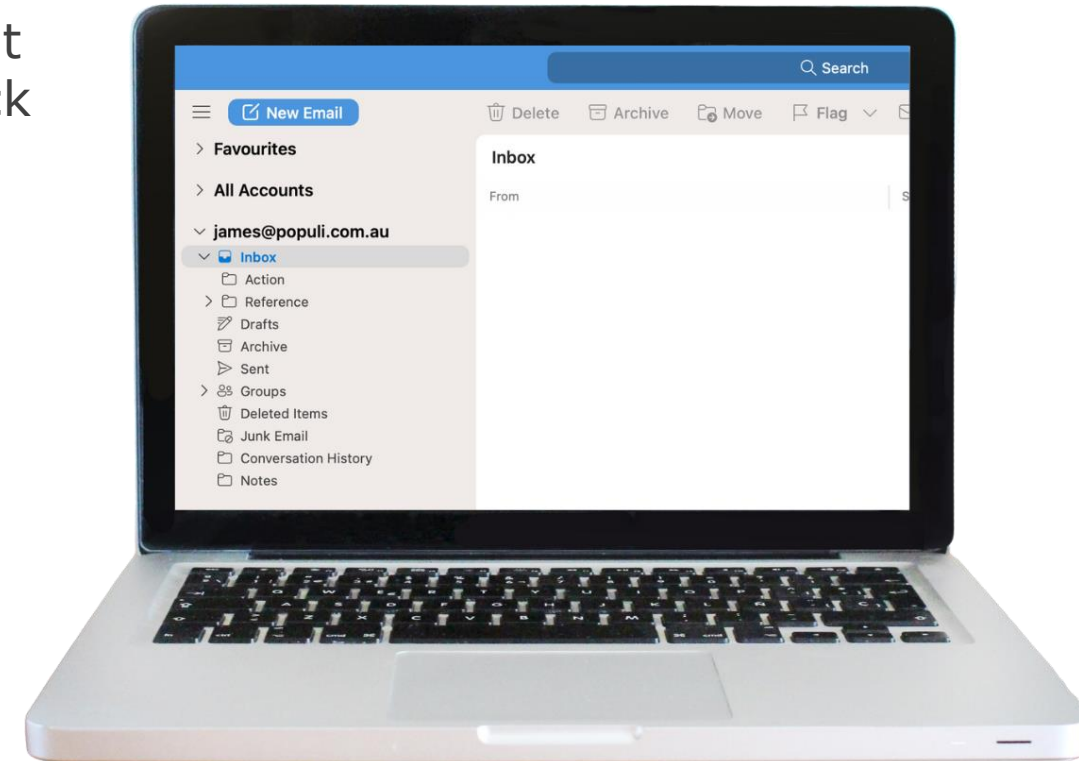 t
k
Search
New Email
Delete Archive Move Flag
Favourites
Inbox
All Accounts
From
S
james@populi.com.au
Inbox
Action
Reference
Drafts
Archive
Sent
Groups
Deleted Items
Junk Email
Conversation History
Notes